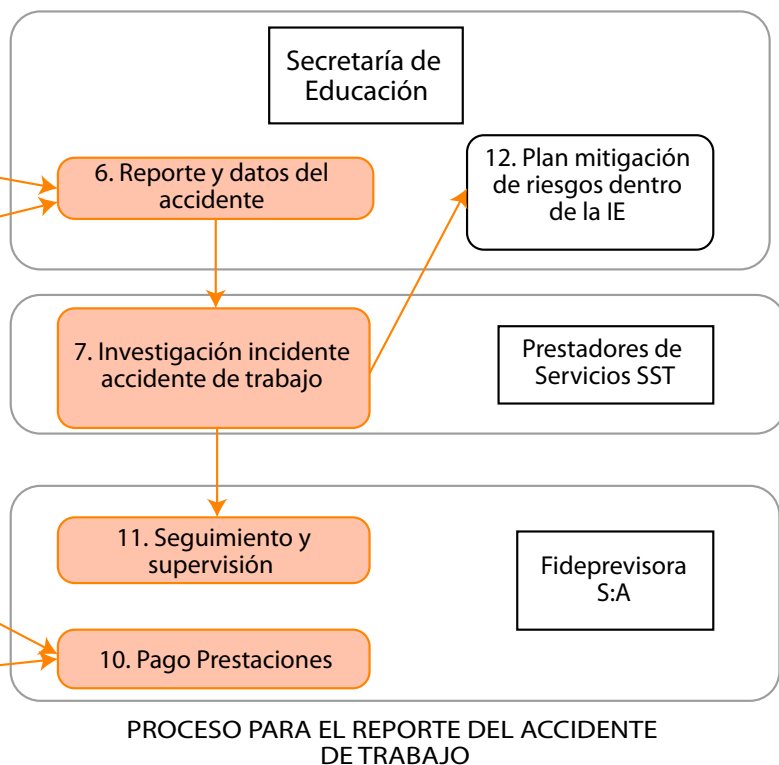 Secretaría de
Educación
6. Reporte y datos del
accidente
12. Plan mitigación
de riesgos dentro
de la IE
7. Investigación incidente
accidente de trabajo
Prestadores de
Servicios SST
11. Seguimiento y
supervisión
Fideprevisora
S:A
10. Pago Prestaciones
PROCESO PARA EL REPORTE DEL ACCIDENTE
DE TRABAJO